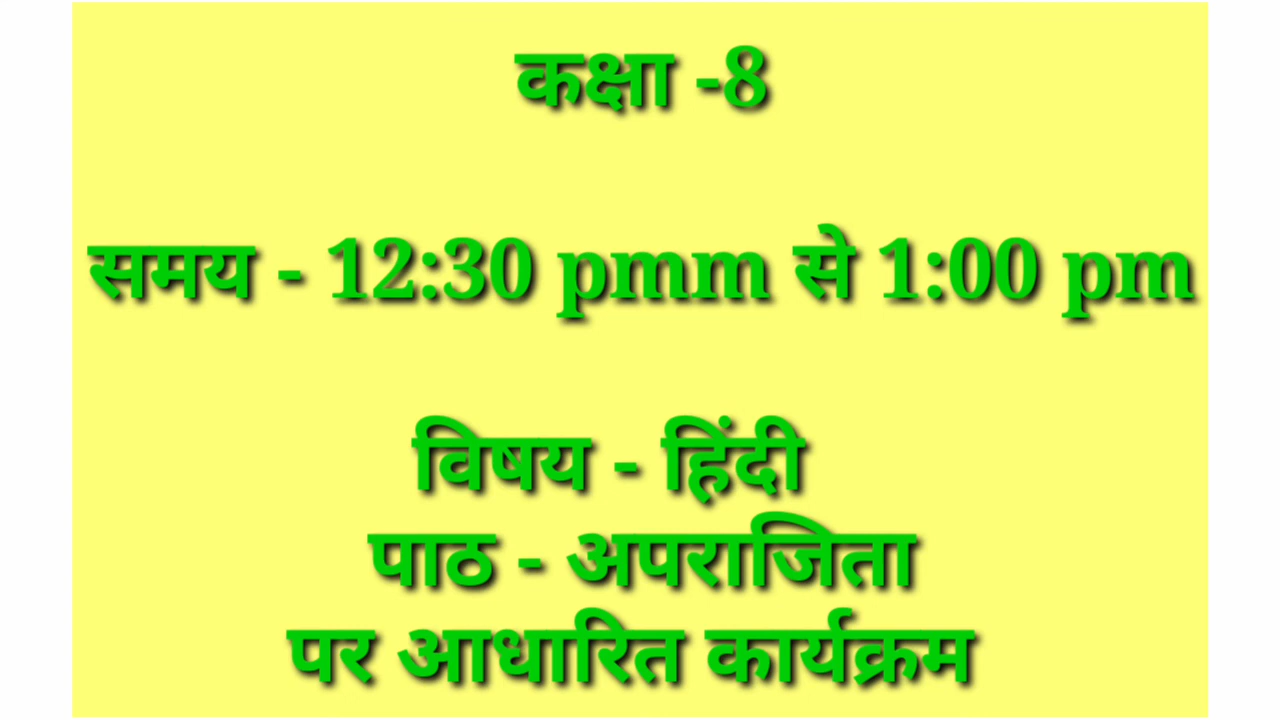 कक्षा -8
समय - 12:30 pmm से 1:00 pm
विषय - हिंदी
पाठ - अपराजिता
पर आधारित कार्यक्रम